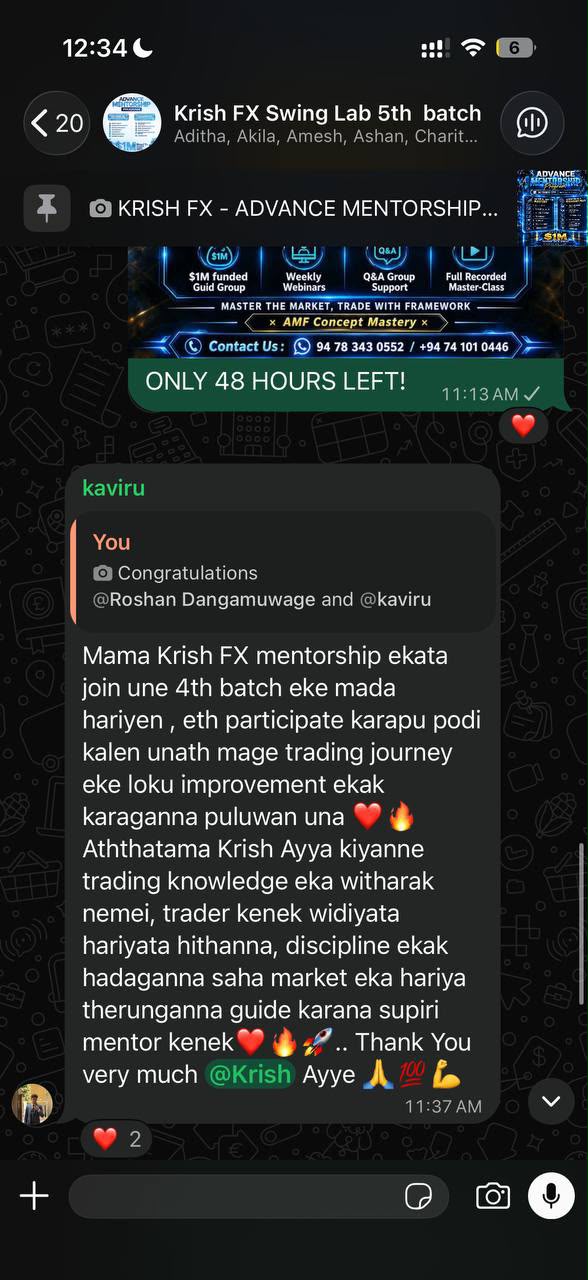 12:34
6
20
Krish FX Swing Lab 5th batch
Aditha, Akila, Amesh, Ashan, Charit...
KRISH FX - ADVANCE MENTORSHIP...
ADVANCE
MENTORSHIP
$1M
$1M
$1M funded
Guid Group
Weekly
Webinars
Q&A
Q&A Group
Support
Full Recorded
Master-Class
MASTER THE MARKET, TRADE WITH FRAMEWORK
× AMF Concept Mastery ×
Contact Us : 94 78 343 0552 / +94 74 101 0446
ONLY 48 HOURS LEFT!
11:13 AM
❤️
kaviru
You
Congratulations
@Roshan Dangamuwage and @kaviru
Mama Krish FX mentorship ekata
join une 4th batch eke mada
hariyen , eth participate karapu podi
kalen unath mage trading journey
eke loku improvement ekak
karaganna puluwan una ❤️🔥
Aththatama Krish Ayya kiyanne
trading knowledge eka witharak
nemei, trader kenek widiyata
hariyata hithanna, discipline ekak
hadaganna saha market eka hariya
therunganna guide karana supiri
mentor kenek❤️🔥🚀.. Thank You
very much @Krish Ayye 🙏💯💪
11:37 AM
❤️ 2